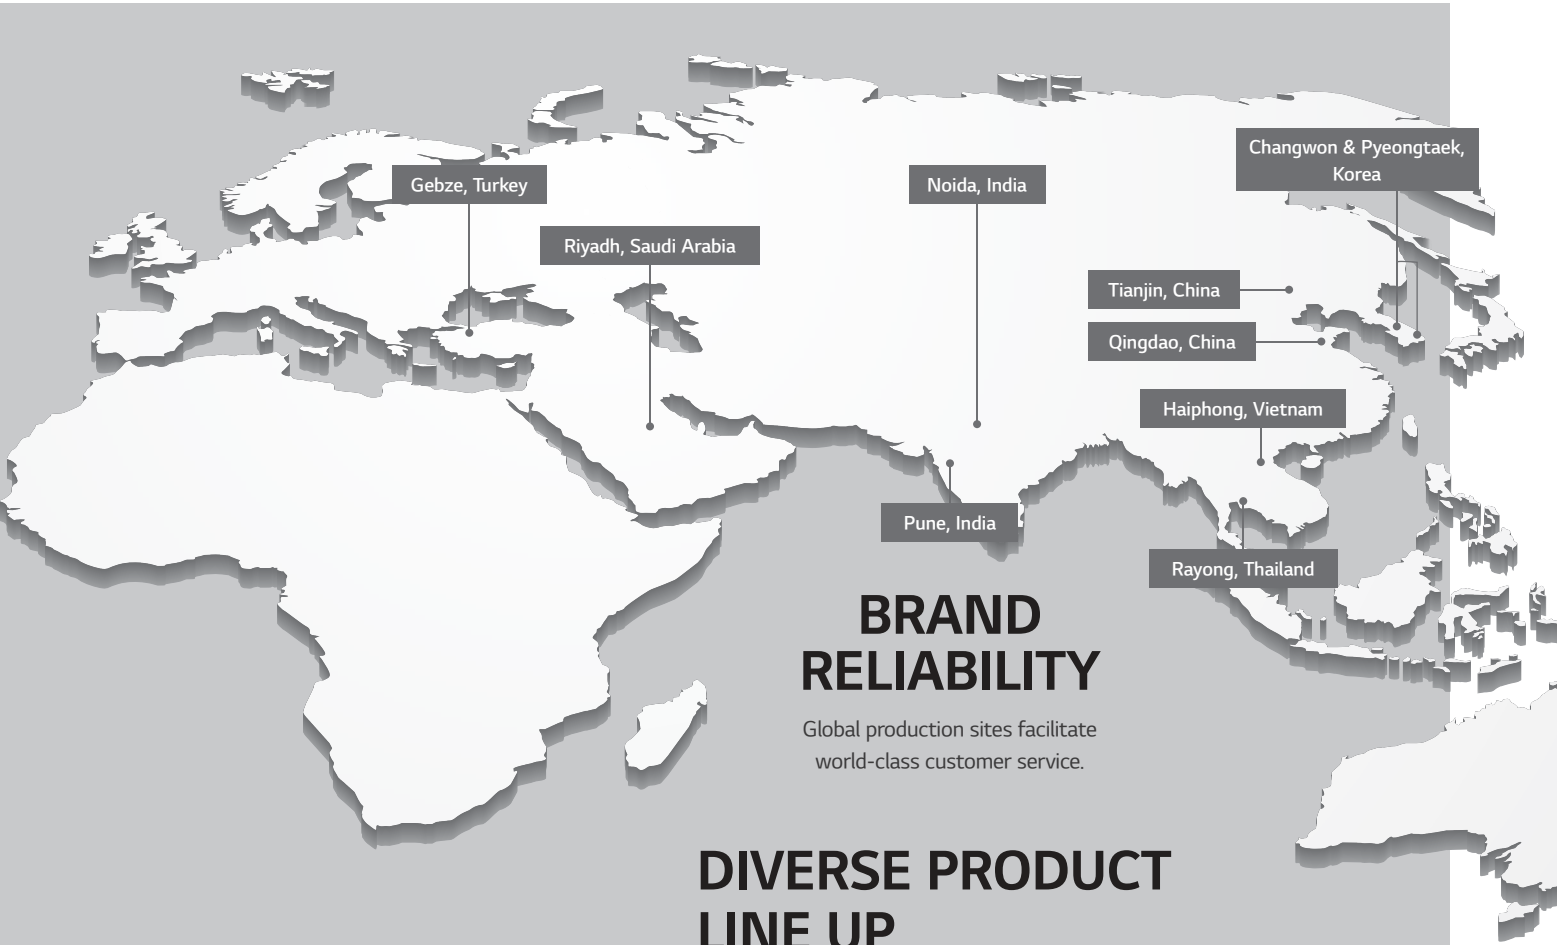 Changwon & Pyeongtaek,
Korea
Gebze, Turkey
Noida, India
Riyadh, Saudi Arabia
Tianjin, China
Qingdao, China
Haiphong, Vietnam
Pune, India
Rayong, Thailand
BRAND
RELIABILITY
Global production sites facilitate
world-class customer service.
DIVERSE PRODUCT
LINE UP